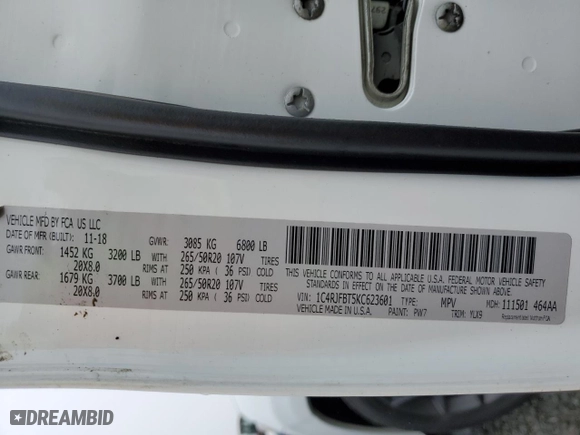 VEHICLE MFD BY FCA US LLC
DATE OF MFR (BUILT): 11-18 GVWR: 3085 KG 6800 LB
GAWR FRONT: 1452 KG 3200 LB WITH 265/50R20 107V TIRES
20X8.0 RIMS AT 250 KPA ( 36 PSI) COLD
GAWR REAR: 1679 KG 3700 LB WITH 265/50R20 107V TIRES
20X8.0 RIMS AT 250 KPA ( 36 PSI) COLD
THIS VEHICLE CONFORMS TO ALL APPLICABLE U.S.A. FEDERAL MOTOR VEHICLE SAFETY
STANDARDS IN EFFECT ON THE DATE OF MANUFACTURE SHOWN ABOVE.
VIN: 1C4RJFBT5KC623601 TYPE: MPV MDH: 111501 464AA
VEHICLE MADE IN U.S.A. PAINT: PW7 TRIM: YLX9
DREAMBID